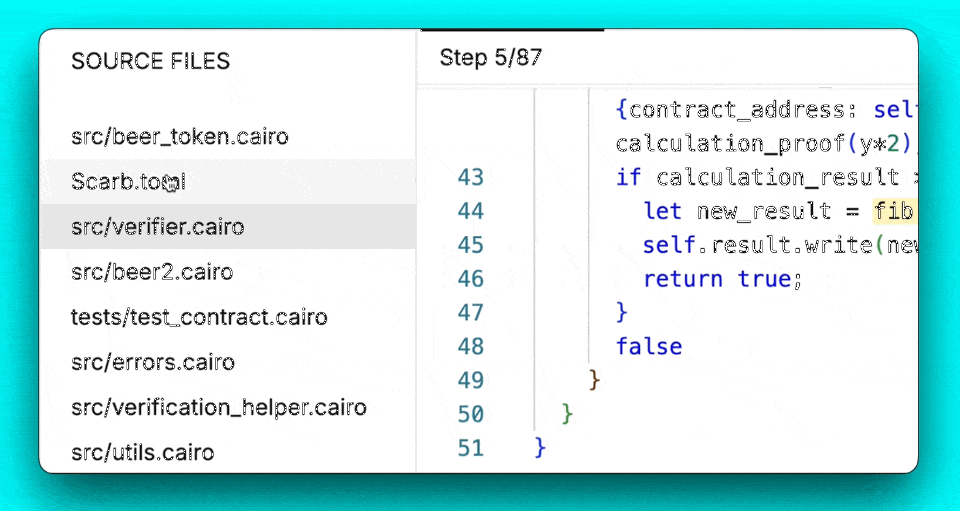 SOURCE FILES
src/beer_token.cairo
Scarb.toml
src/verifier.cairo
src/beer2.cairo
tests/test_contract.cairo
src/errors.cairo
src/verification_helper.cairo
src/utils.cairo
Step 5/87
{contract_address: self
calculation_proof(y*2)
43 if calculation_result >
44 let new_result = fib
45 self.result.write(new
46 return true;
47 }
48 false
49 }
50 }
51 }